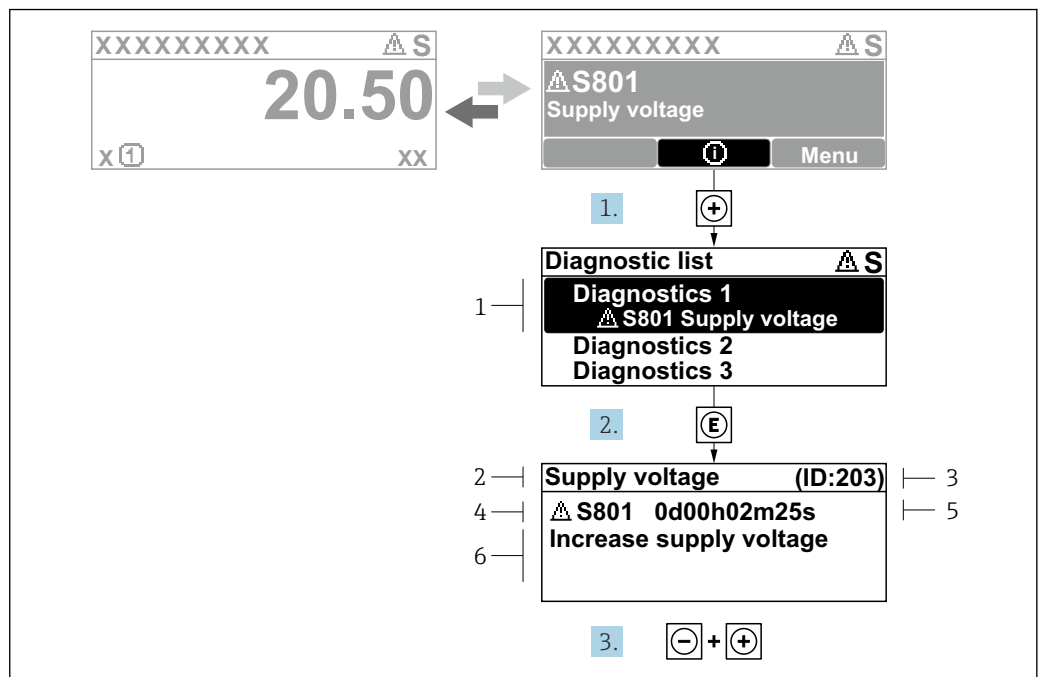 XXXXXXXXX ⚠ S
20.50
x ① xx
XXXXXXXXX ⚠ S
⚠ S801
Supply voltage
ⓘ Menu
1. +
Diagnostic list ⚠ S
1
Diagnostics 1
⚠ S801 Supply voltage
Diagnostics 2
Diagnostics 3
2. E
2 Supply voltage (ID:203) 3
4 ⚠ S801 0d00h02m25s 5
6 Increase supply voltage
3. - + +